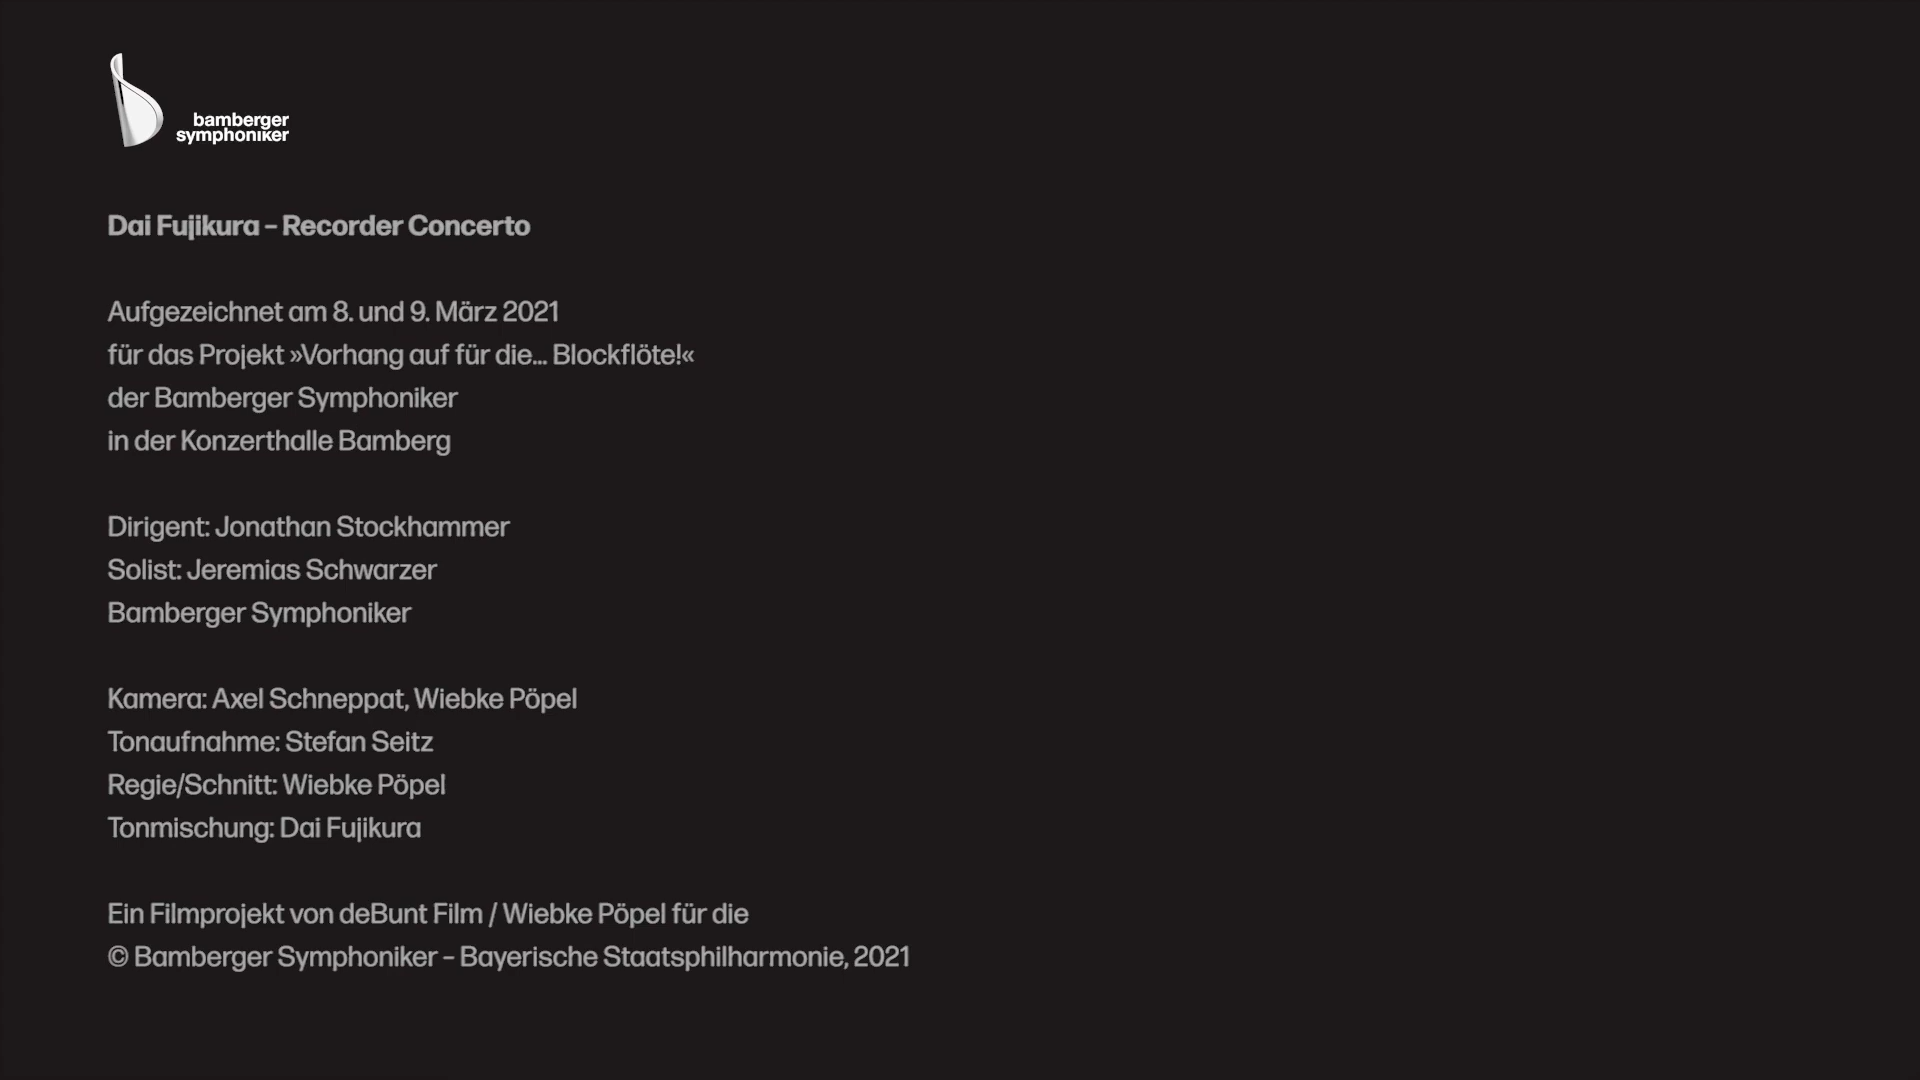 bamberger
symphoniker
Dai Fujikura – Recorder Concerto
Aufgezeichnet am 8. und 9. März 2021
für das Projekt »Vorhang auf für die... Blockflöte!«
der Bamberger Symphoniker
in der Konzerthalle Bamberg
Dirigent: Jonathan Stockhammer
Solist: Jeremias Schwarzer
Bamberger Symphoniker
Kamera: Axel Schneppat, Wiebke Pöpel
Tonaufnahme: Stefan Seitz
Regie/Schnitt: Wiebke Pöpel
Tonmischung: Dai Fujikura
Ein Filmprojekt von deBunt Film / Wiebke Pöpel für die
© Bamberger Symphoniker – Bayerische Staatsphilharmonie, 2021